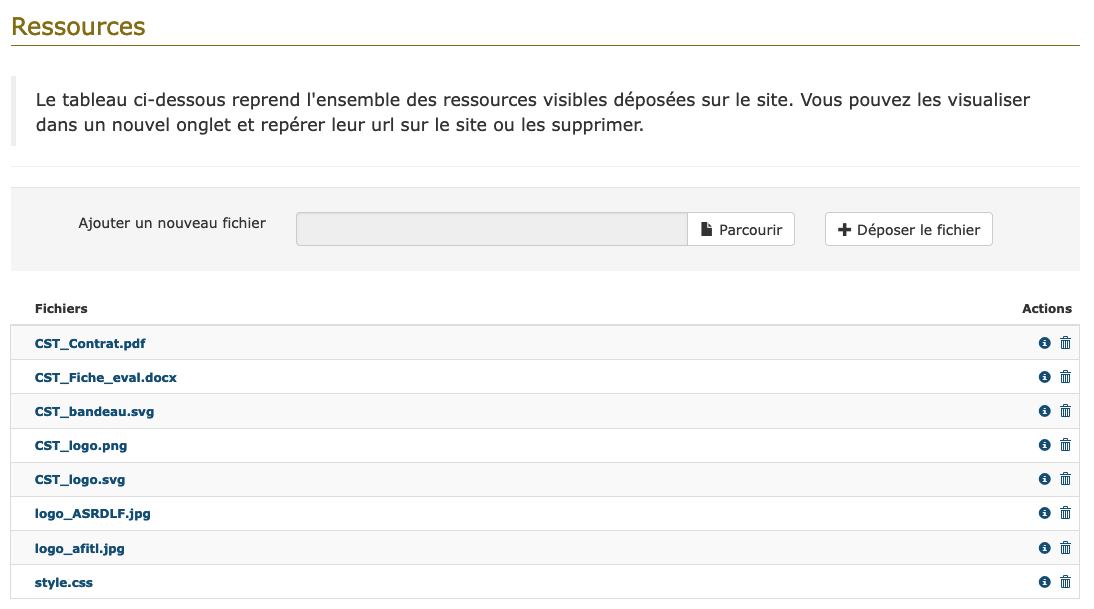 Ressources
Le tableau ci-dessous reprend l'ensemble des ressources visibles déposées sur le site. Vous pouvez les visualiser
dans un nouvel onglet et repérer leur url sur le site ou les supprimer.
Ajouter un nouveau fichier Parcourir Déposer le fichier
Fichiers Actions
CST_Contrat.pdf
CST_Fiche_eval.docx
CST_bandeau.svg
CST_logo.png
CST_logo.svg
logo_ASRDLF.jpg
logo_afitl.jpg
style.css